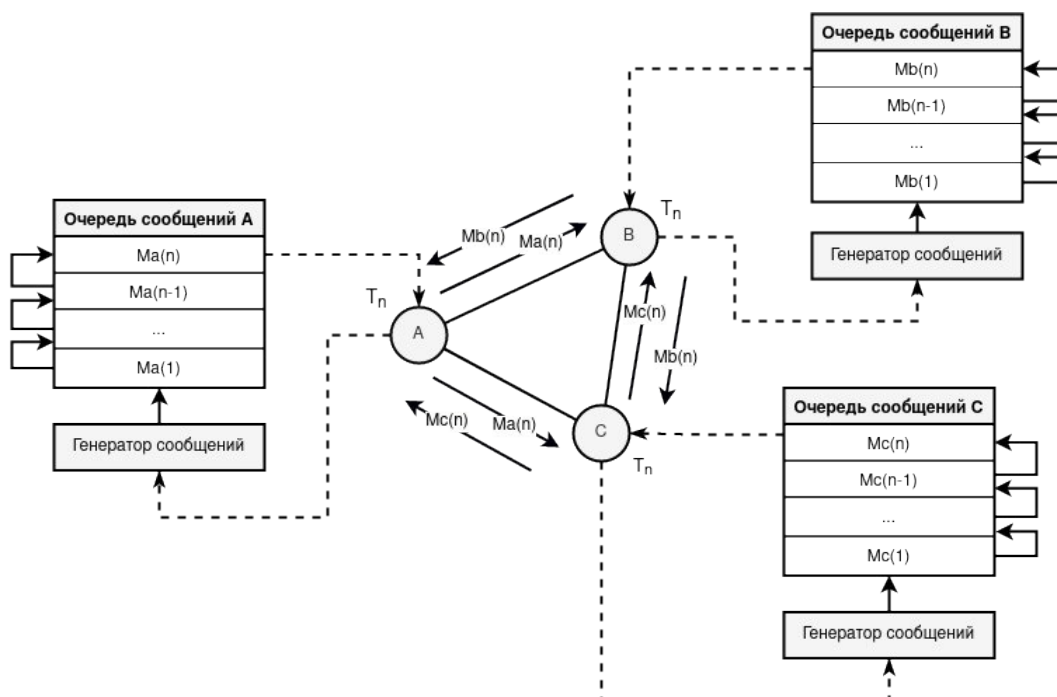 Очередь сообщений B
Mb(n)
Mb(n-1)
...
Mb(1)
Генератор сообщений
Очередь сообщений A
Ma(n)
Ma(n-1)
...
Ma(1)
Генератор сообщений
Tn
B
Mb(n)
Ma(n)
Tn
A
Mc(n)
Mb(n)
Mc(n)
Ma(n)
C
Tn
Очередь сообщений C
Mc(n)
Mc(n-1)
...
Mc(1)
Генератор сообщений